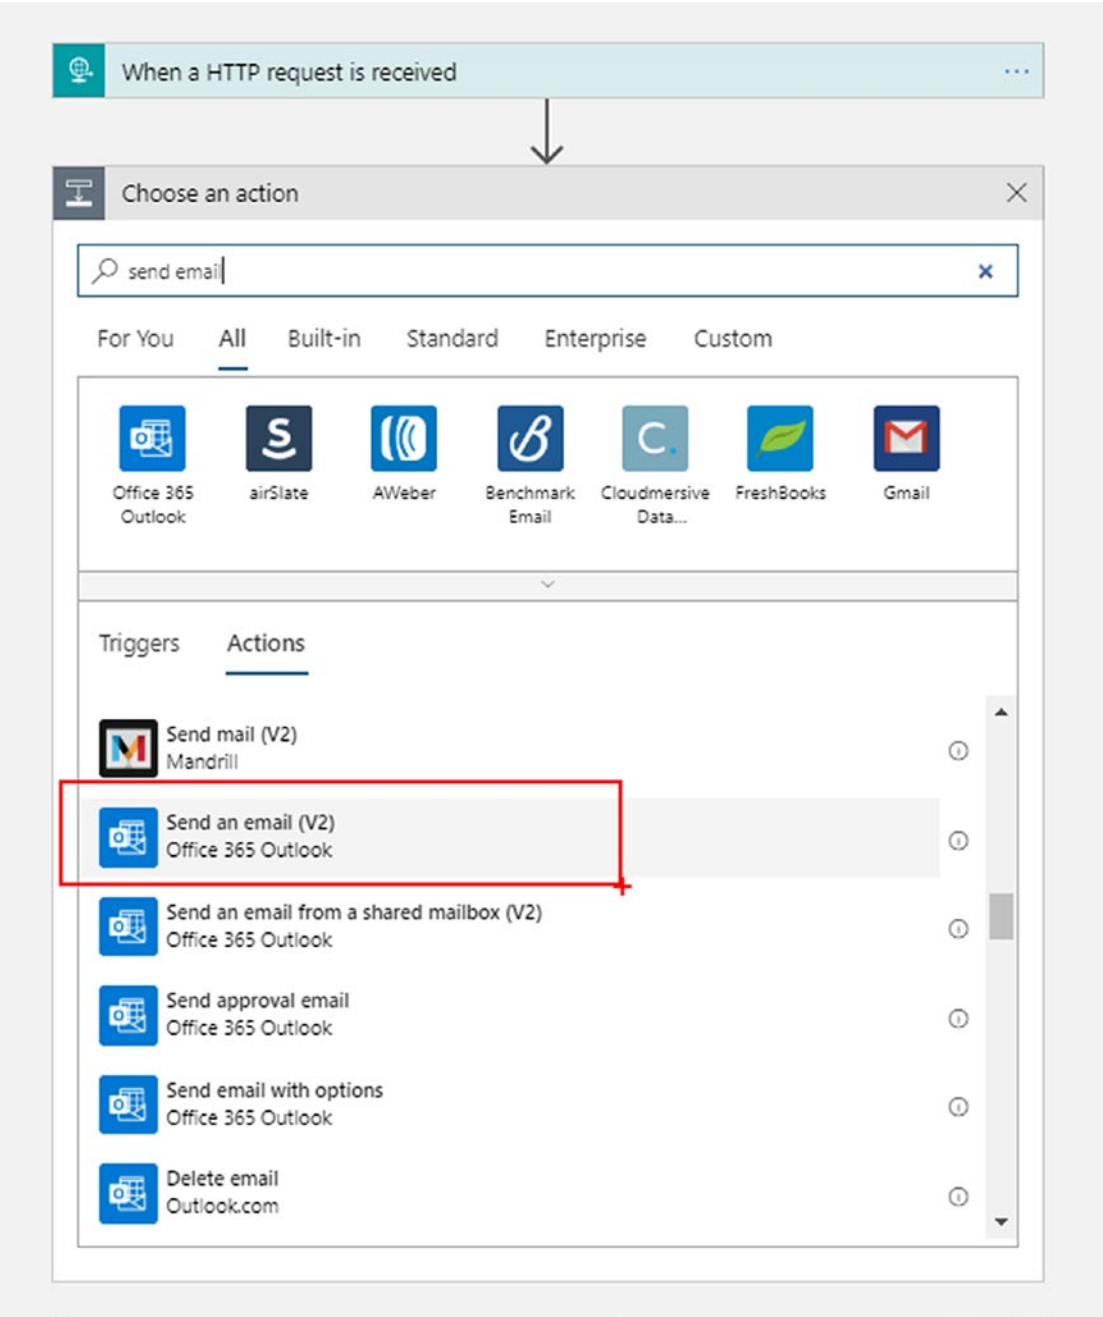 When a HTTP request is received
Choose an action
send email
For You All Built-in Standard Enterprise Custom
Office 365 Outlook
airSlate
AWeber
Benchmark Email
Cloudmersive Data...
FreshBooks
Gmail
Triggers Actions
Send mail (V2)
Mandrill
Send an email (V2)
Office 365 Outlook
Send an email from a shared mailbox (V2)
Office 365 Outlook
Send approval email
Office 365 Outlook
Send email with options
Office 365 Outlook
Delete email
Outlook.com